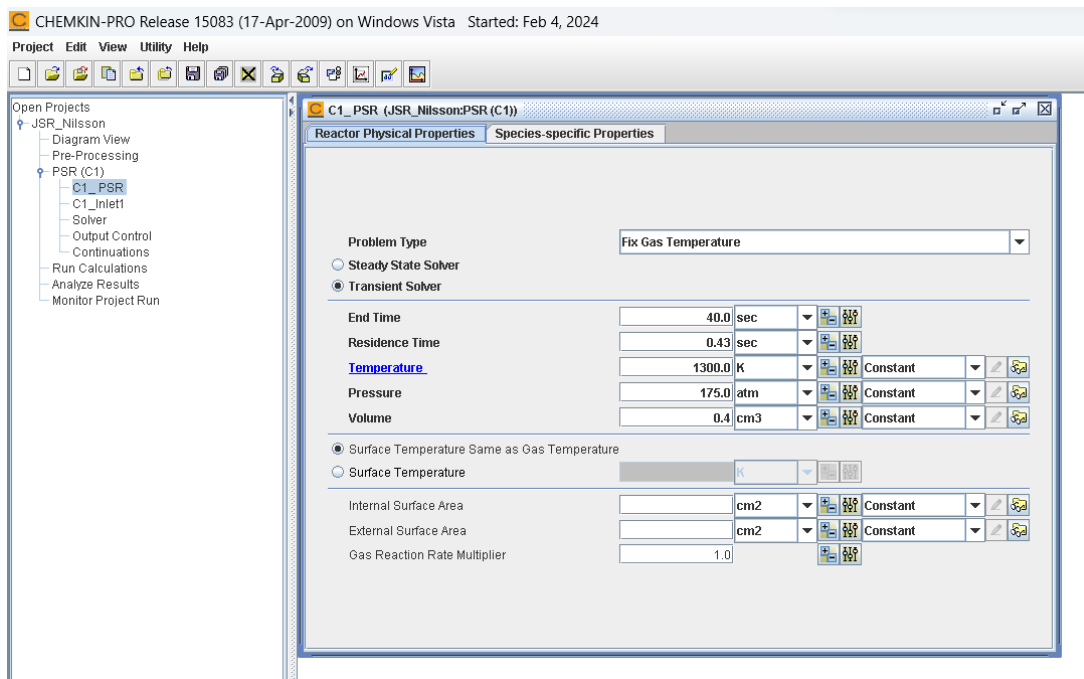 CHEMKIN-PRO Release 15083 (17-Apr-2009) on Windows Vista   Started: Feb 4, 2024
Project Edit View Utility Help
Open Projects
JSR_Nilsson
Diagram View
Pre-Processing
PSR (C1)
C1_ PSR
C1_Inlet1
Solver
Output Control
Continuations
Run Calculations
Analyze Results
Monitor Project Run
C1_ PSR (JSR_Nilsson:PSR (C1))
Reactor Physical Properties Species-specific Properties
Problem Type Fix Gas Temperature
Steady State Solver
Transient Solver
End Time 40.0 sec
Residence Time 0.43 sec
Temperature 1300.0 K Constant
Pressure 175.0 atm Constant
Volume 0.4 cm3 Constant
Surface Temperature Same as Gas Temperature
Surface Temperature K
Internal Surface Area cm2 Constant
External Surface Area cm2 Constant
Gas Reaction Rate Multiplier 1.0